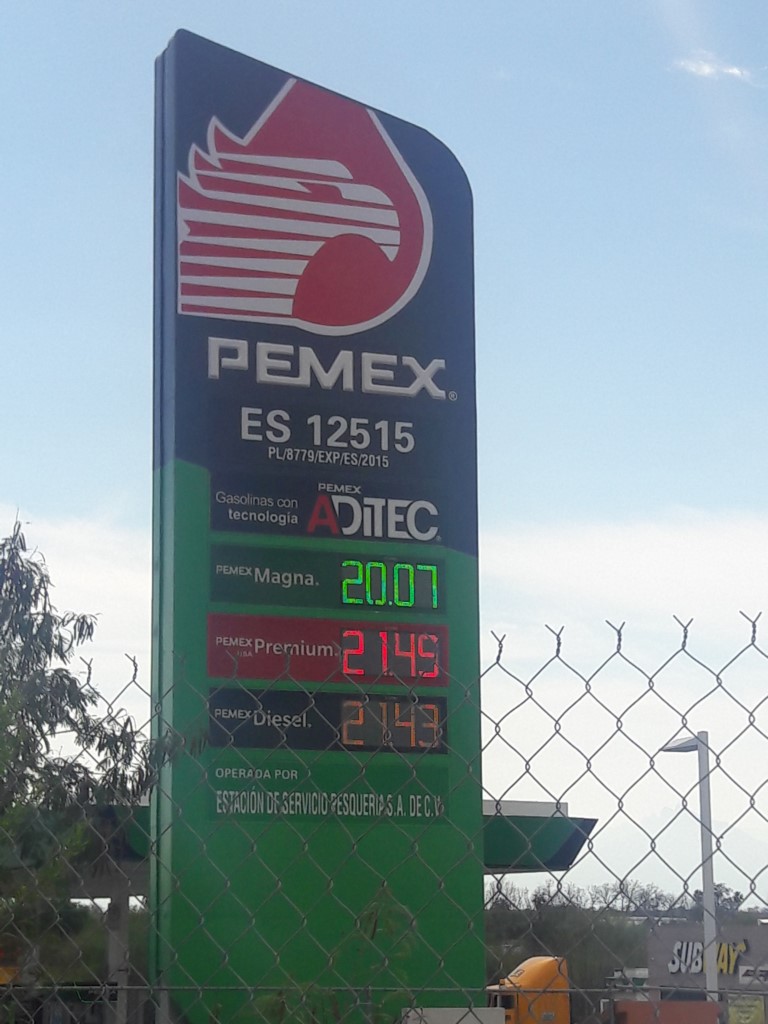 PEMEX®
ES 12515
PL/8779/EXP/ES/2015
Gasolinas con tecnología
PEMEX ADITEC
PEMEX Magna. 20.07
PEMEX Premium. 21.49
PEMEX Diesel. 21.43
OPERADA POR
ESTACIÓN DE SERVICIO PESQUERIA S.A. DE C.V.
SUBWAY